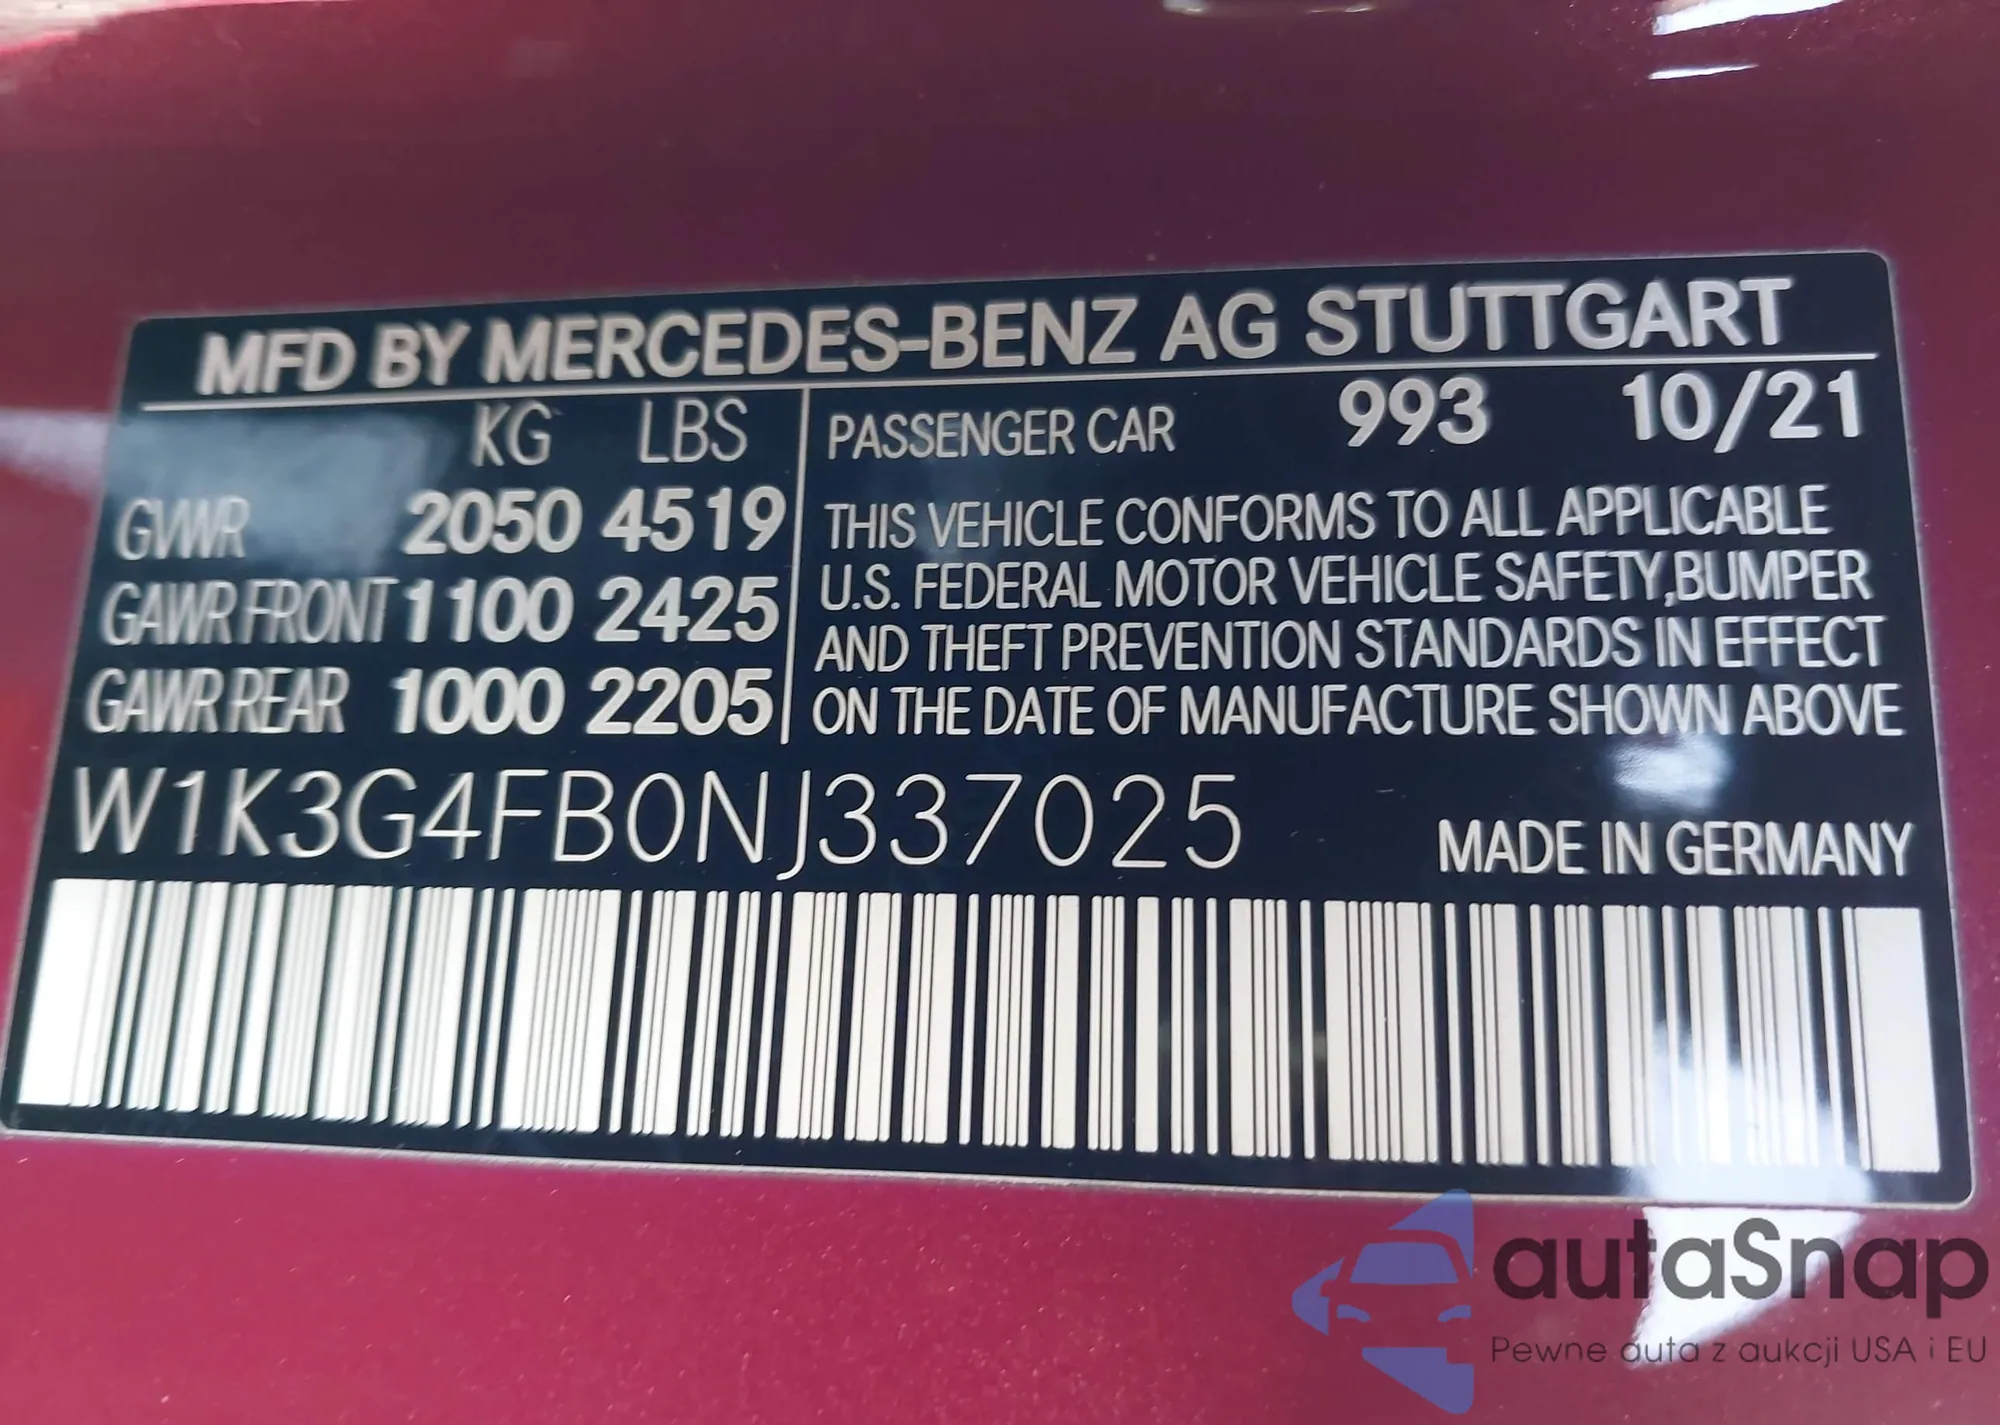 MFD BY MERCEDES-BENZ AG STUTTGART
KG LBS
GVWR 2050 4519
GAWR FRONT 1100 2425
GAWR REAR 1000 2205
PASSENGER CAR 993 10/21
THIS VEHICLE CONFORMS TO ALL APPLICABLE
U.S. FEDERAL MOTOR VEHICLE SAFETY,BUMPER
AND THEFT PREVENTION STANDARDS IN EFFECT
ON THE DATE OF MANUFACTURE SHOWN ABOVE
W1K3G4FB0NJ337025
MADE IN GERMANY
autaSnap
Pewne auta z aukcji USA i EU